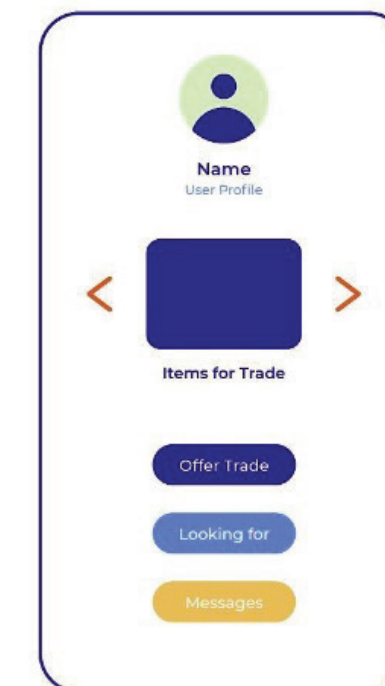 Name
User Profile
Items for Trade
Offer Trade
Looking for
Messages